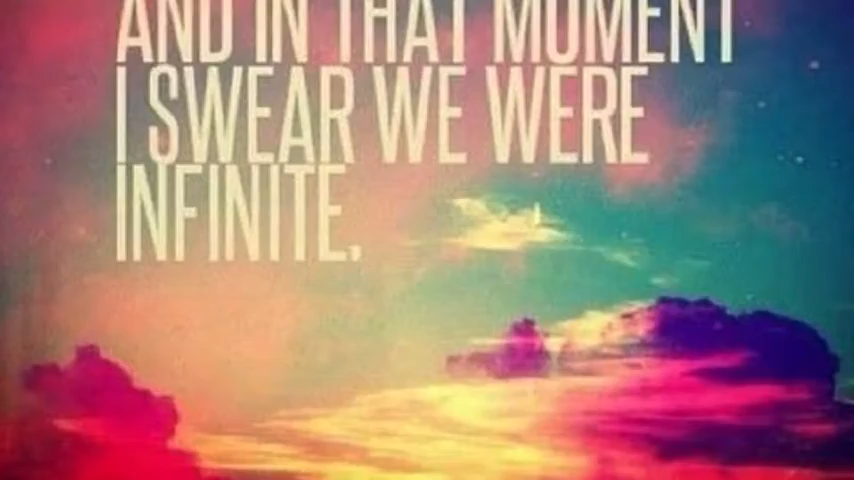 AND IN THAT MOMENT
I SWEAR WE WERE
INFINITE.